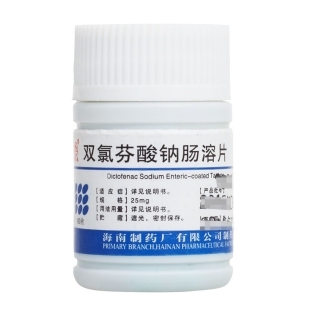 双氯芬酸钠肠溶片
Diclofenac Sodium Enteric-coated
[适应症]详见说明书。
[规格]25mg
[用法用量]详见说明书。
[贮藏]遮光,密封保存。
海南制药厂有限公司制药
PRIMARY BRANCH,HAINAN PHARMACEUTICAL